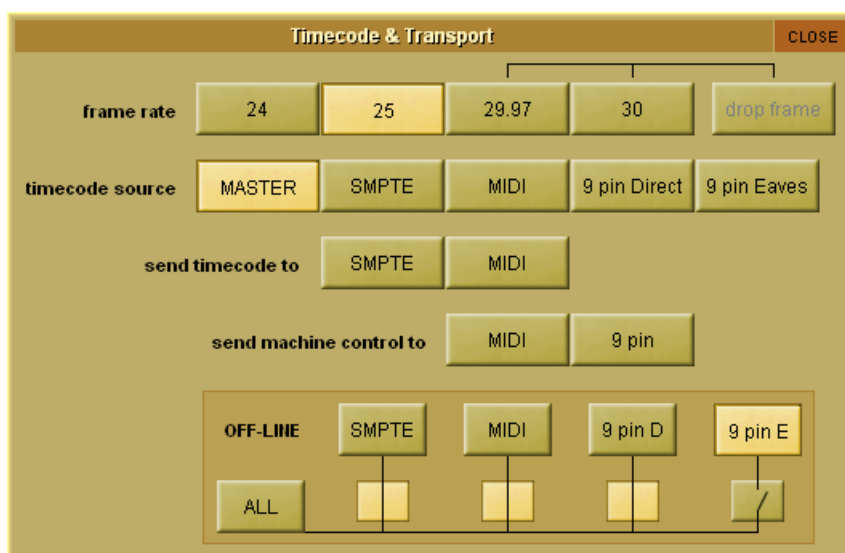 Timecode & Transport CLOSE
frame rate 24 25 29.97 30 drop frame
timecode source MASTER SMPTE MIDI 9 pin Direct 9 pin Eaves
send timecode to SMPTE MIDI
send machine control to MIDI 9 pin
OFF-LINE SMPTE MIDI 9 pin D 9 pin E
ALL